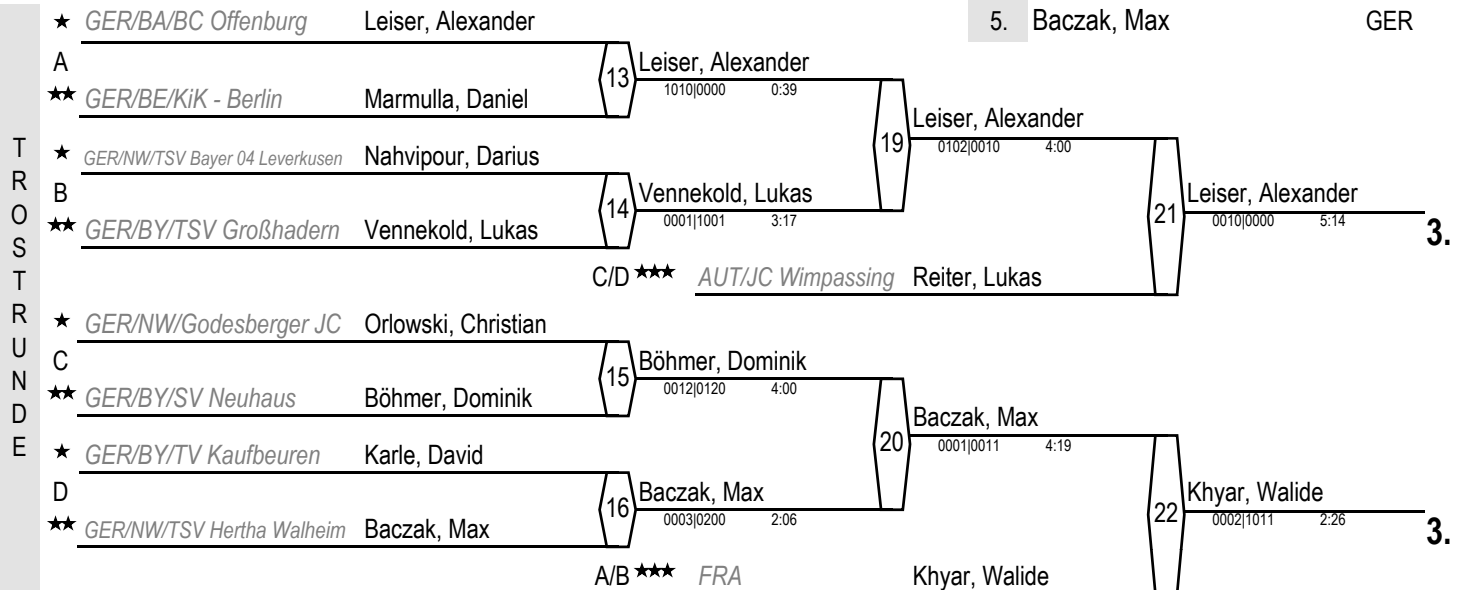 ★ GER/BA/BC Offenburg Leiser, Alexander 5. Baczak, Max GER
A
13 Leiser, Alexander
1010|0000 0:39
★★ GER/BE/KiK - Berlin Marmulla, Daniel
19 Leiser, Alexander
0102|0010 4:00
★ GER/NW/TSV Bayer 04 Leverkusen Nahvipour, Darius
B
14 Vennekold, Lukas
0001|1001 3:17
21 Leiser, Alexander
0010|0000 5:14
3.
★★ GER/BY/TSV Großhadern Vennekold, Lukas
C/D ★★★ AUT/JC Wimpassing Reiter, Lukas
TROSTRUNDE
★ GER/NW/Godesberger JC Orlowski, Christian
C
15 Böhmer, Dominik
0012|0120 4:00
★★ GER/BY/SV Neuhaus Böhmer, Dominik
20 Baczak, Max
0001|0011 4:19
★ GER/BY/TV Kaufbeuren Karle, David
D
16 Baczak, Max
0003|0200 2:06
22 Khyar, Walide
0002|1011 2:26
3.
★★ GER/NW/TSV Hertha Walheim Baczak, Max
A/B ★★★ FRA Khyar, Walide